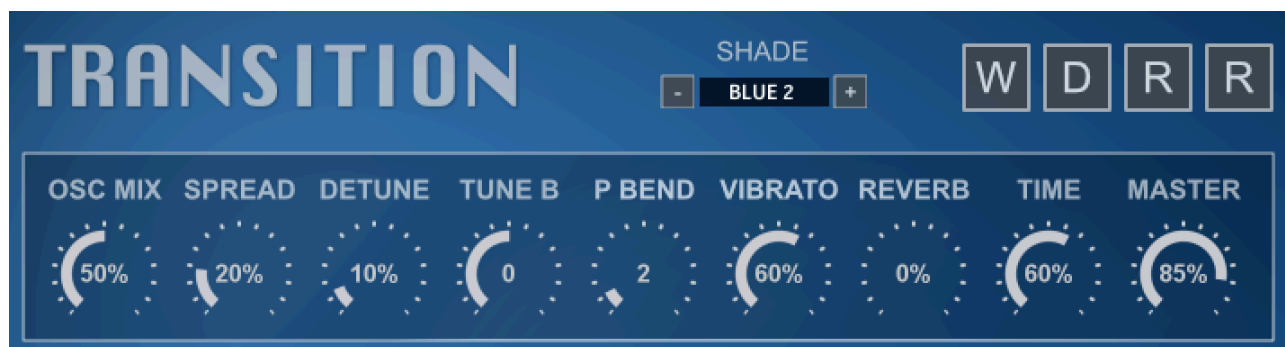 TRANSITION
SHADE
- BLUE 2 +
W D R R
OSC MIX SPREAD DETUNE TUNE B P BEND VIBRATO REVERB TIME MASTER
50% 20% 10% 0 2 60% 0% 60% 85%